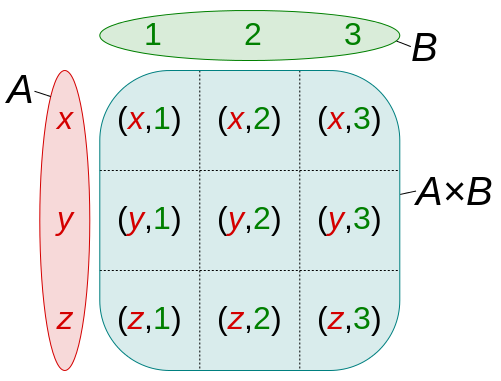 1 2 3
B
A
x
(x,1) (x,2) (x,3)
A×B
y
(y,1) (y,2) (y,3)
z
(z,1) (z,2) (z,3)